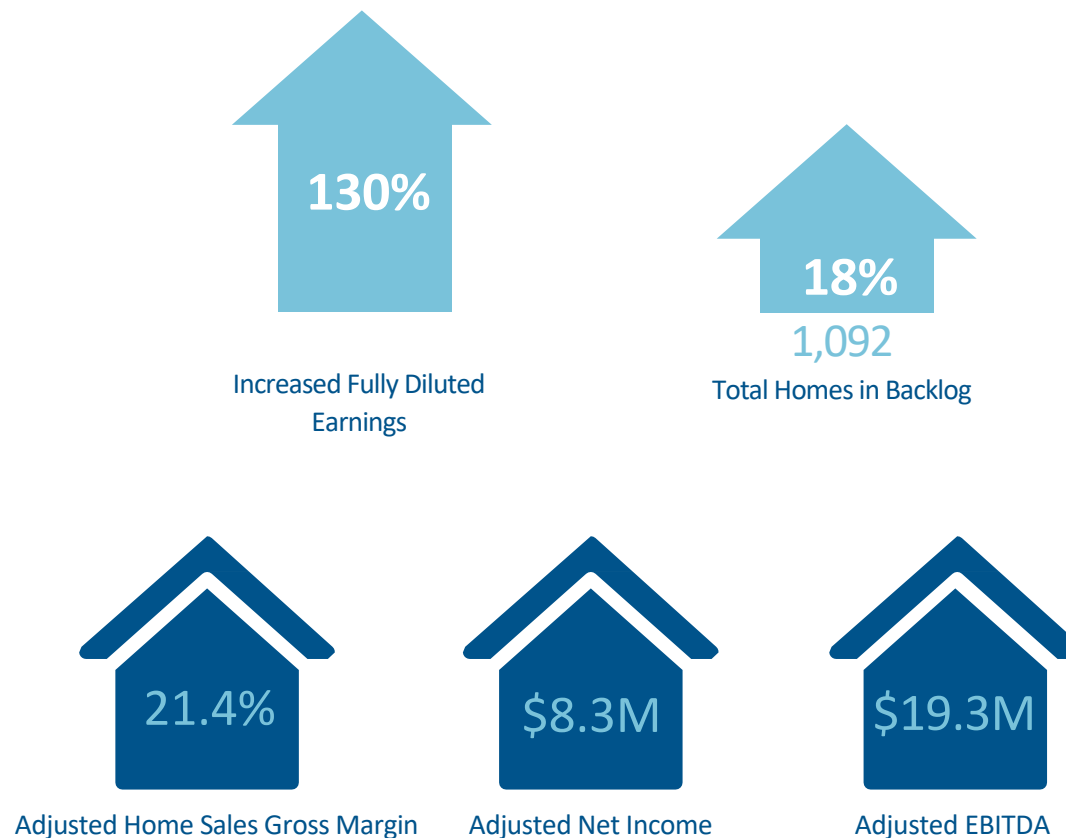 130%
Increased Fully Diluted
Earnings
18%
1,092
Total Homes in Backlog
21.4%
Adjusted Home Sales Gross Margin
$8.3M
Adjusted Net Income
$19.3M
Adjusted EBITDA